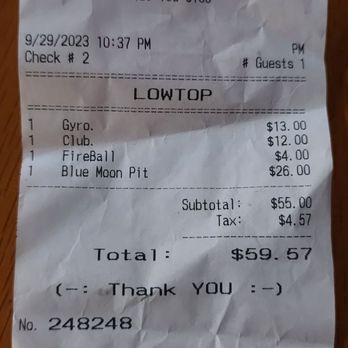 9/29/2023 10:37 PM
PM
Check # 2
# Guests 1
LOWTOP
1 Gyro. $13.00
1 Club. $12.00
1 FireBall $4.00
1 Blue Moon Pit $26.00
Subtotal: $55.00
Tax: $4.57
Total: $59.57
(-: Thank YOU :-)
No. 248248